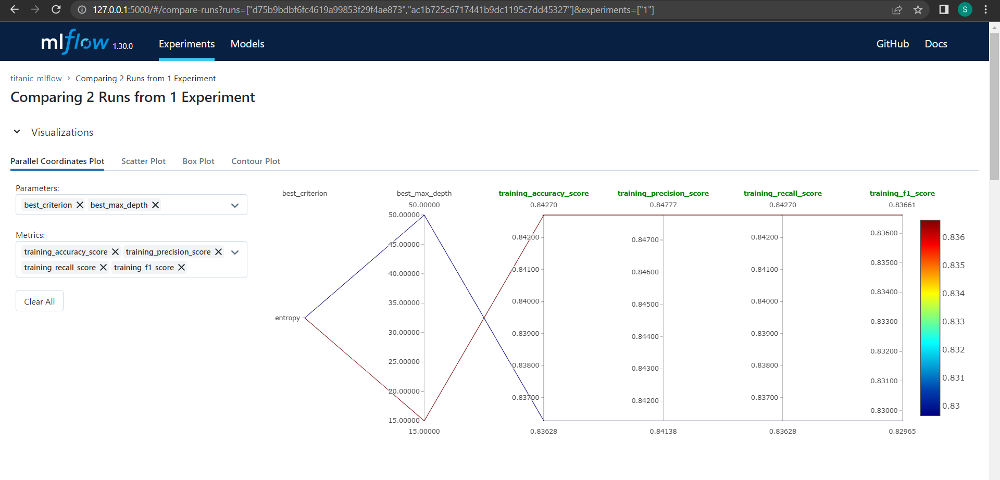 127.0.0.1:5000/#/compare-runs?runs=["d75b9bdbf6fc4619a99853f29f4ae873","ac1b725c6717441b9dc1195c7dd45327"]&experiments=["1"]
S
mlflow 1.30.0 Experiments Models GitHub Docs
titanic_mlflow > Comparing 2 Runs from 1 Experiment
Comparing 2 Runs from 1 Experiment
Visualizations
Parallel Coordinates Plot Scatter Plot Box Plot Contour Plot
Parameters:
best_criterion best_max_depth
Metrics:
training_accuracy_score training_precision_score
training_recall_score training_f1_score
Clear All
best_criterion
entropy
best_max_depth
50.00000
50.00000
45.00000
40.00000
35.00000
30.00000
25.00000
20.00000
15.00000
15.00000
training_accuracy_score
0.84270
0.84200
0.84100
0.84000
0.83900
0.83800
0.83700
0.83628
training_precision_score
0.84777
0.84700
0.84600
0.84500
0.84400
0.84300
0.84200
0.84138
training_recall_score
0.84270
0.84200
0.84100
0.84000
0.83900
0.83800
0.83700
0.83628
training_f1_score
0.83661
0.83600
0.83500
0.83400
0.83300
0.83200
0.83100
0.83000
0.82965
0.836
0.835
0.834
0.833
0.832
0.831
0.83